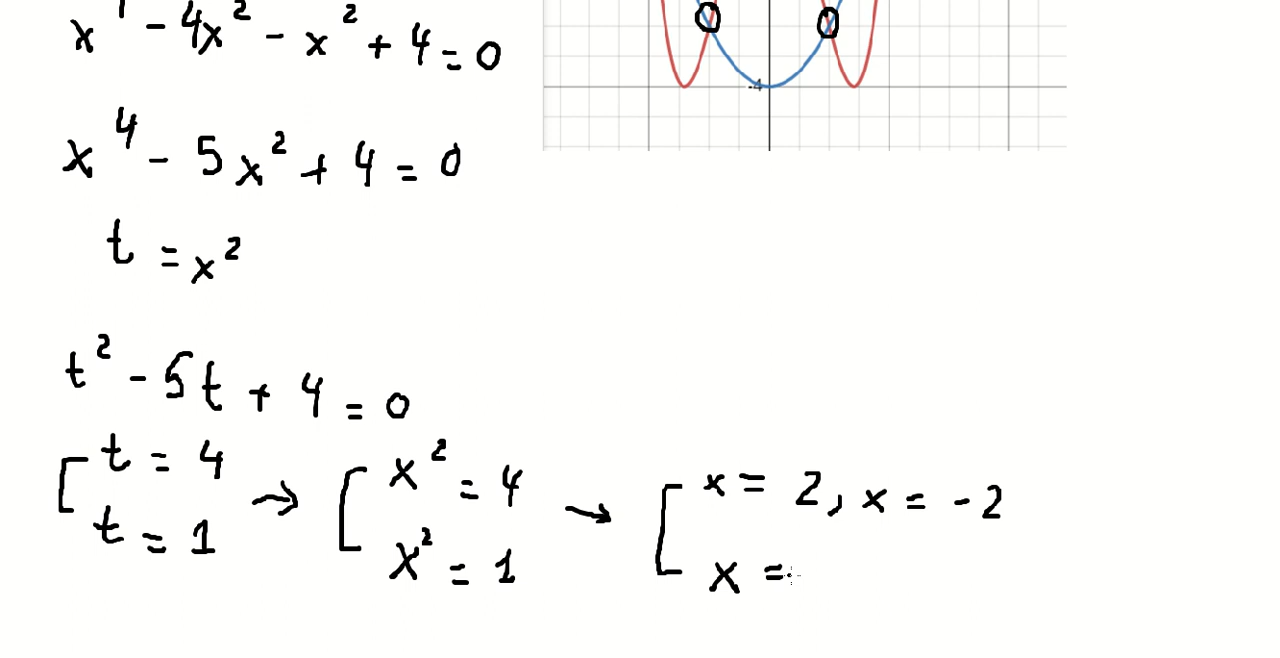 x⁴ - 4x² - x² + 4 = 0
-4
x⁴ - 5x² + 4 = 0
t = x²
t² - 5t + 4 = 0
[ t = 4 → [ x² = 4 → [ x = 2, x = -2
t = 1 x² = 1 x =